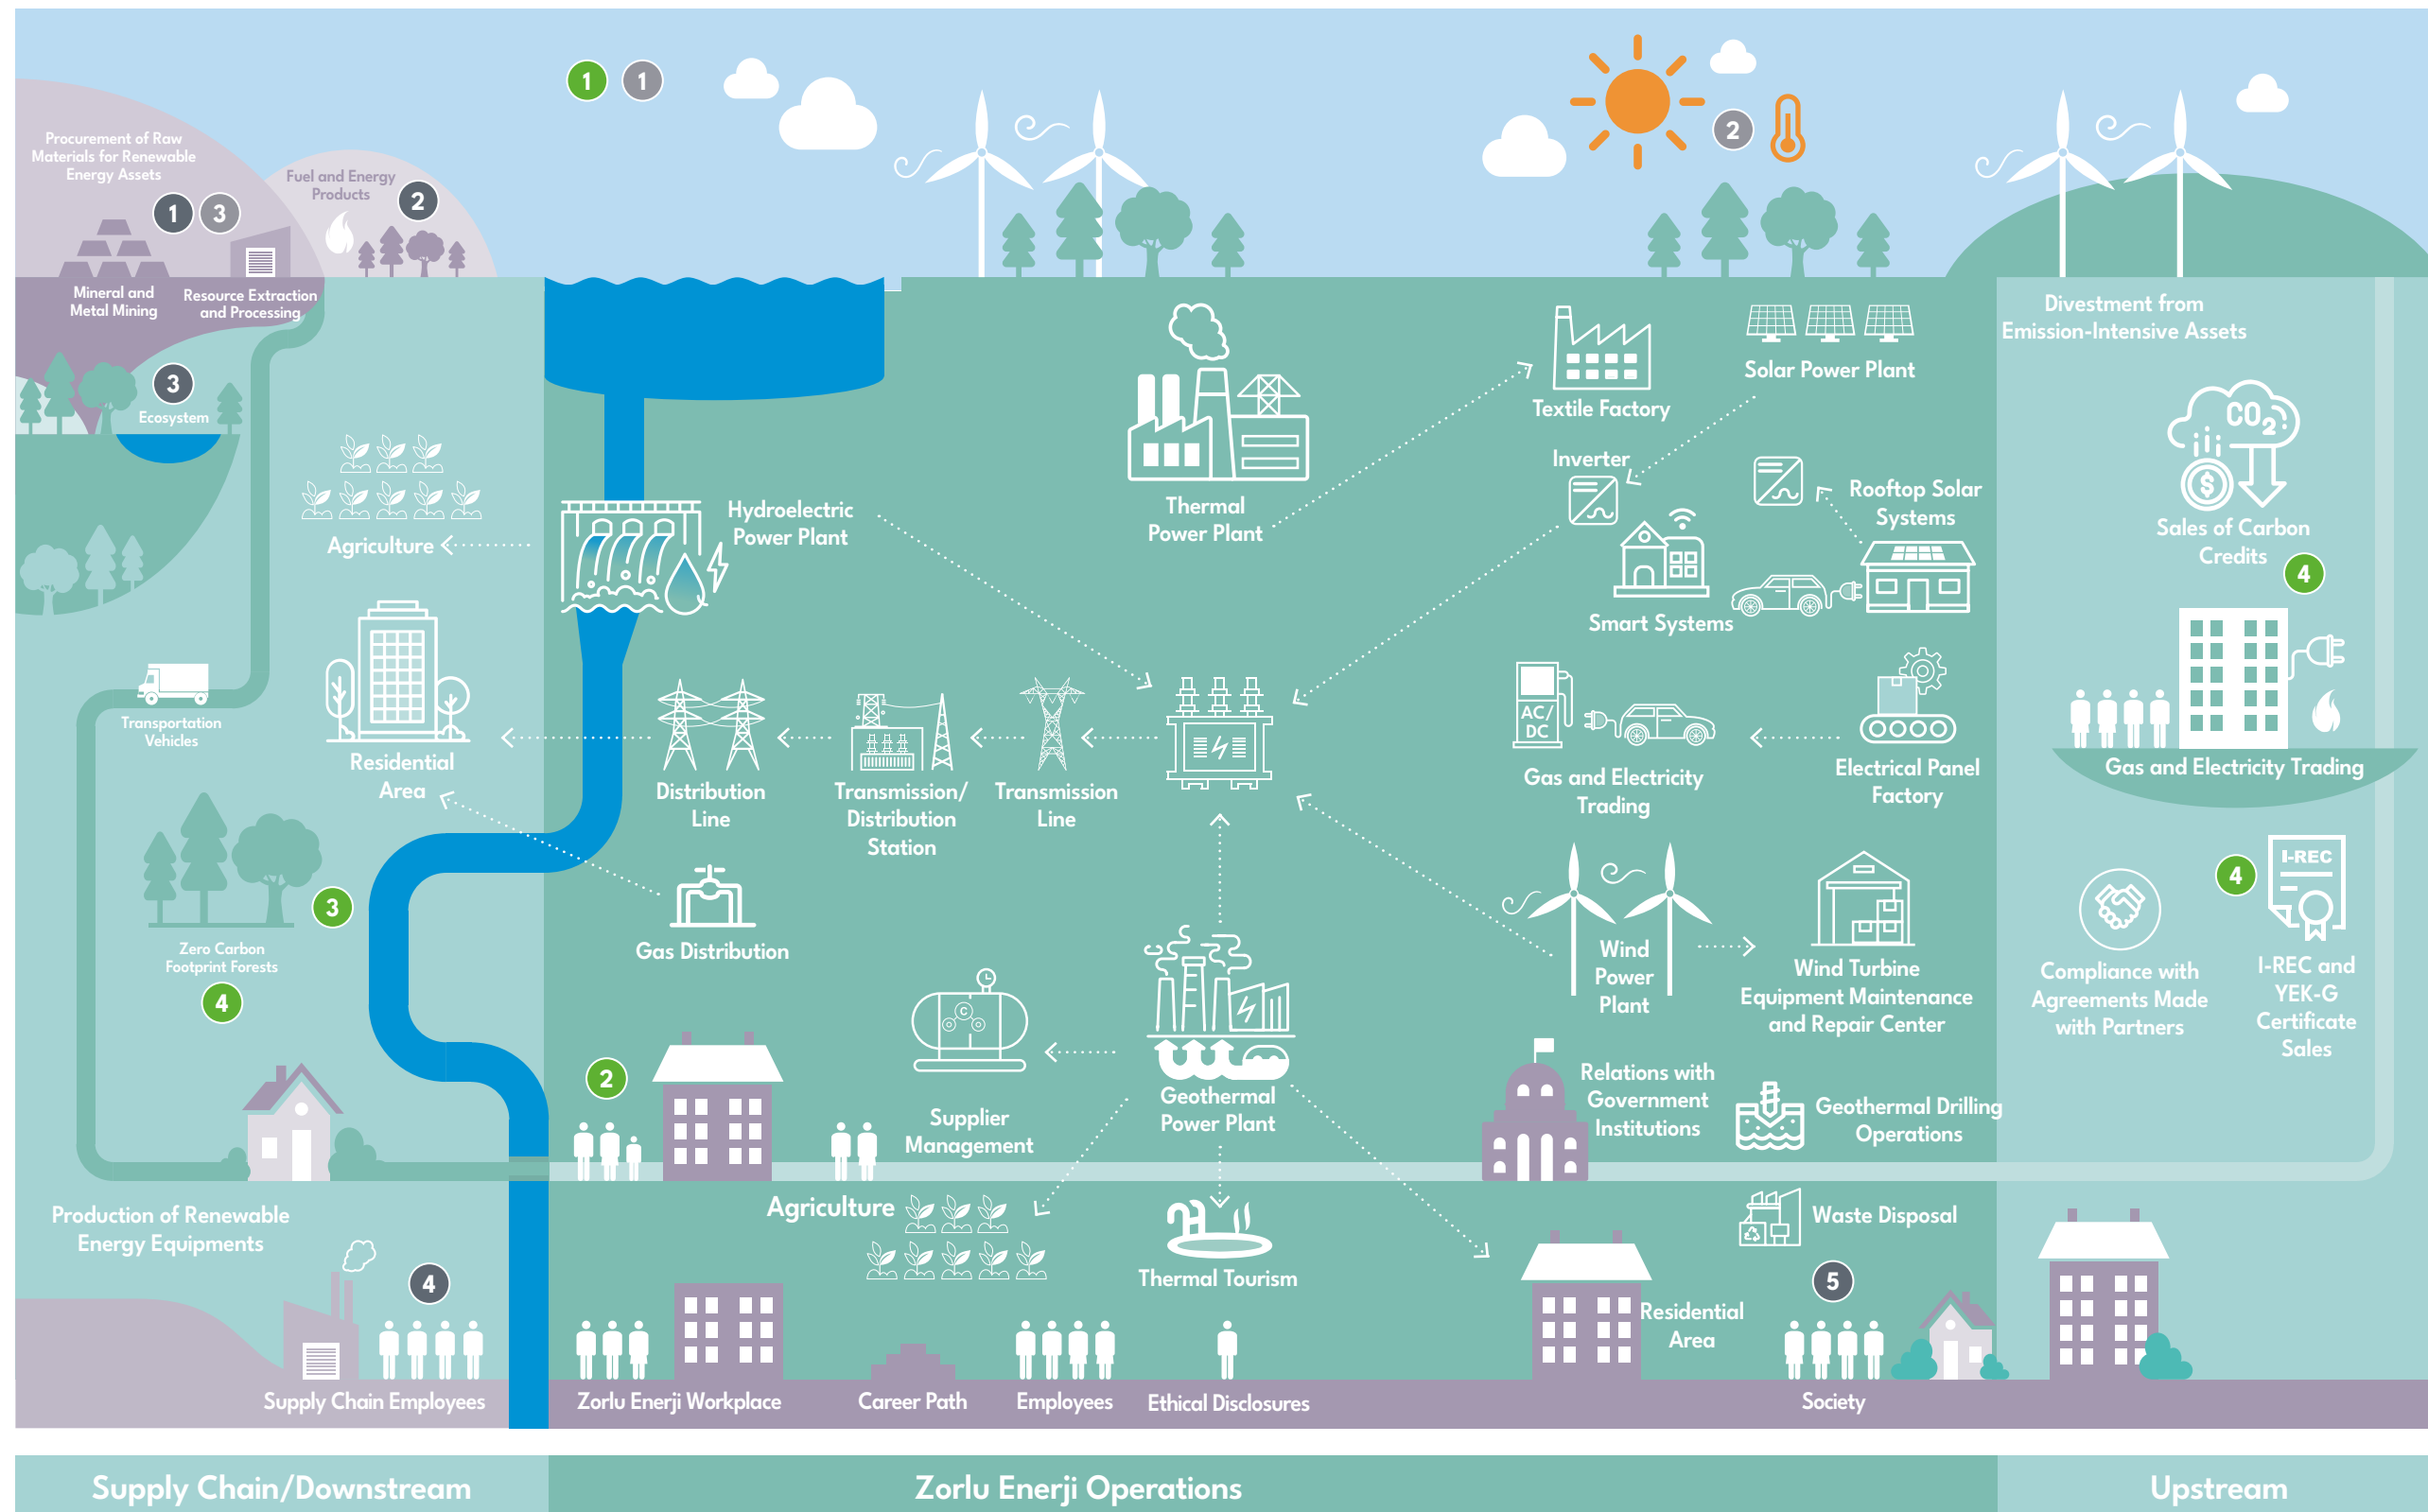 1
1
2
Procurement of Raw
Materials for Renewable
Energy Assets
1
3
Fuel and Energy
Products
2
Mineral and
Metal Mining
Resource Extraction
and Processing
3
Ecosystem
Agriculture
Residential
Area
Transportation
Vehicles
3
Zero Carbon
Footprint Forests
4
Production of Renewable
Energy Equipments
4
Supply Chain Employees
Hydroelectric
Power Plant
Thermal
Power Plant
Textile Factory
Solar Power Plant
Inverter
Rooftop Solar
Systems
Smart Systems
Distribution
Line
Transmission/
Distribution
Station
Transmission
Line
AC/
DC
Gas and Electricity
Trading
Electrical Panel
Factory
Gas Distribution
C
Supplier
Management
Geothermal
Power Plant
Wind
Power
Plant
Wind Turbine
Equipment Maintenance
and Repair Center
Relations with
Government
Institutions
Geothermal Drilling
Operations
2
Agriculture
Thermal Tourism
Waste Disposal
5
Residential
Area
Zorlu Enerji Workplace
Career Path
Employees
Ethical Disclosures
Society
Divestment from
Emission-Intensive Assets
CO2
$
Sales of Carbon
Credits
4
Gas and Electricity Trading
4
I-REC
Compliance with
Agreements Made
with Partners
I-REC and
YEK-G
Certificate
Sales
Supply Chain/Downstream
Zorlu Enerji Operations
Upstream